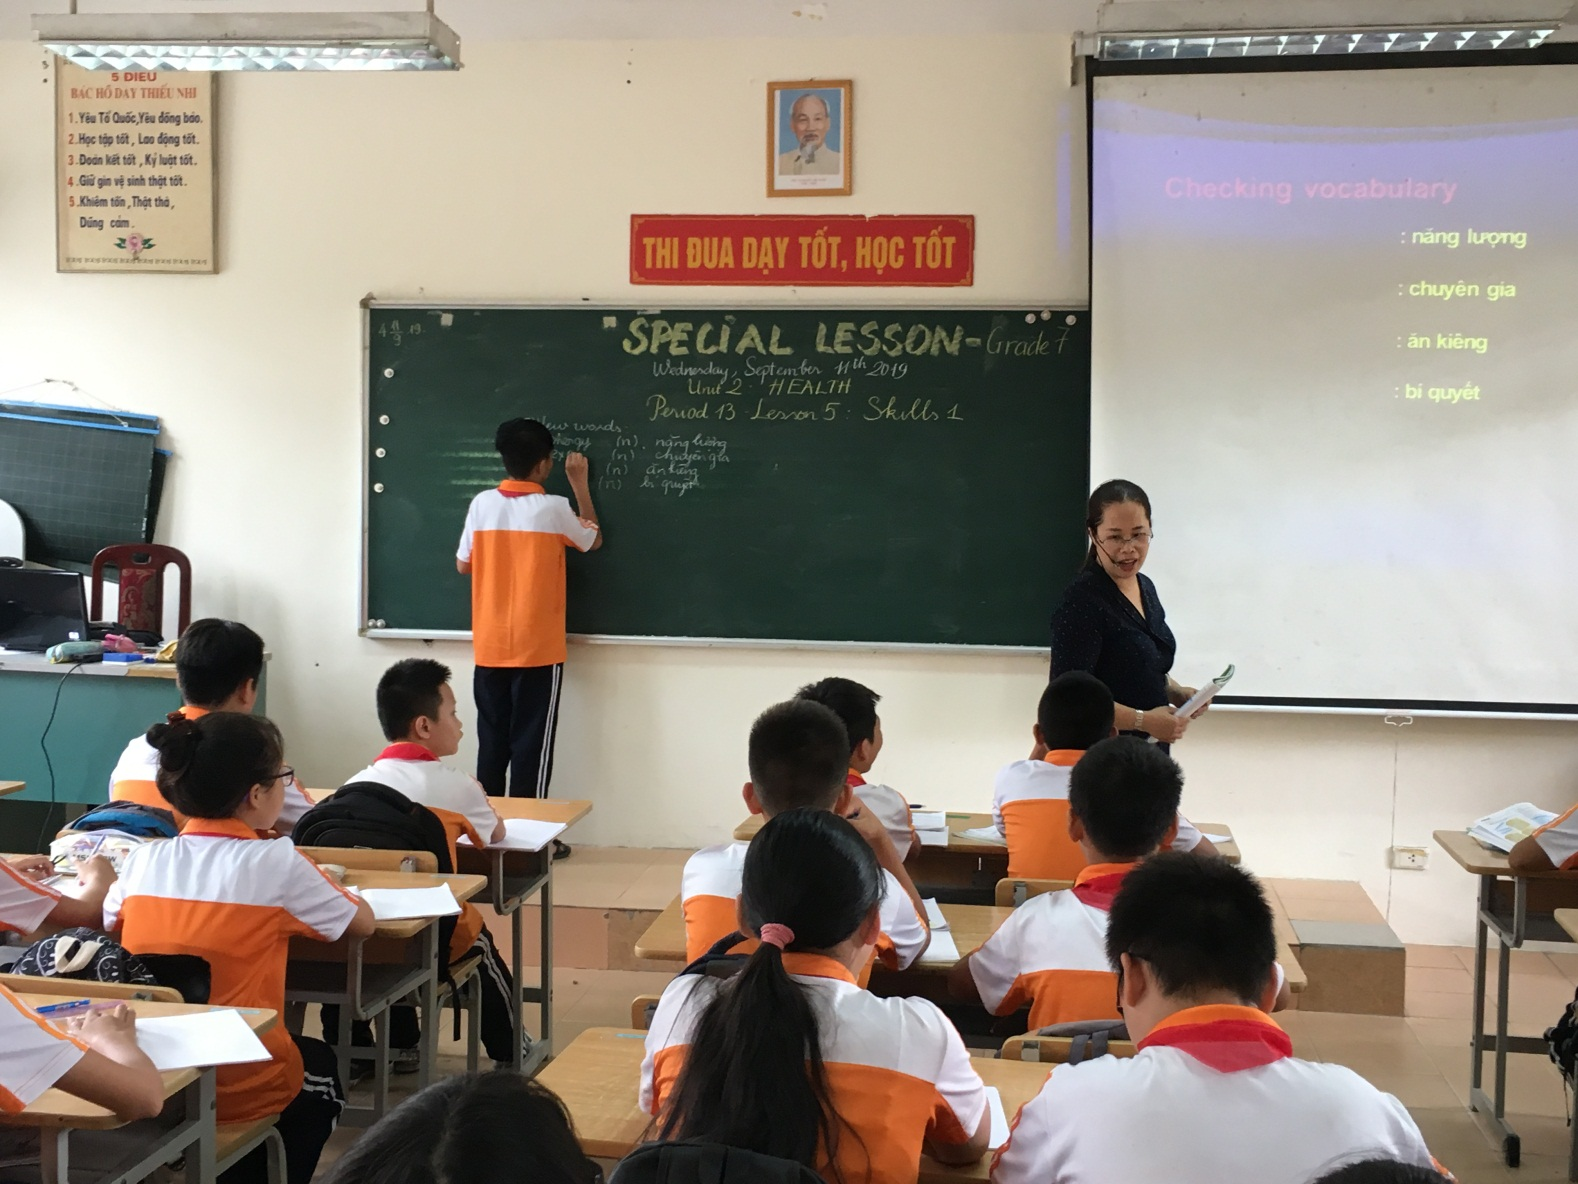 5 ĐIỀU
BÁC HỒ DẠY THIẾU NHI
1. Yêu Tổ Quốc, Yêu đồng bào.
2. Học tập tốt, Lao động tốt.
3. Đoàn kết tốt, Kỷ luật tốt.
4. Giữ gìn vệ sinh thật tốt.
5. Khiêm tốn, Thật thà,
Dũng cảm.
THI ĐUA DẠY TỐT, HỌC TỐT
SPECIAL LESSON - Grade 7
Wednesday, September 11th 2019
Unit 2: HEALTH
Period 13: Lesson 5: Skills 1
New words:
(n). năng lượng
(n) chuyên gia
(n) ăn kiêng
(n) bí quyết
Checking vocabulary
: năng lượng
: chuyên gia
: ăn kiêng
: bí quyết